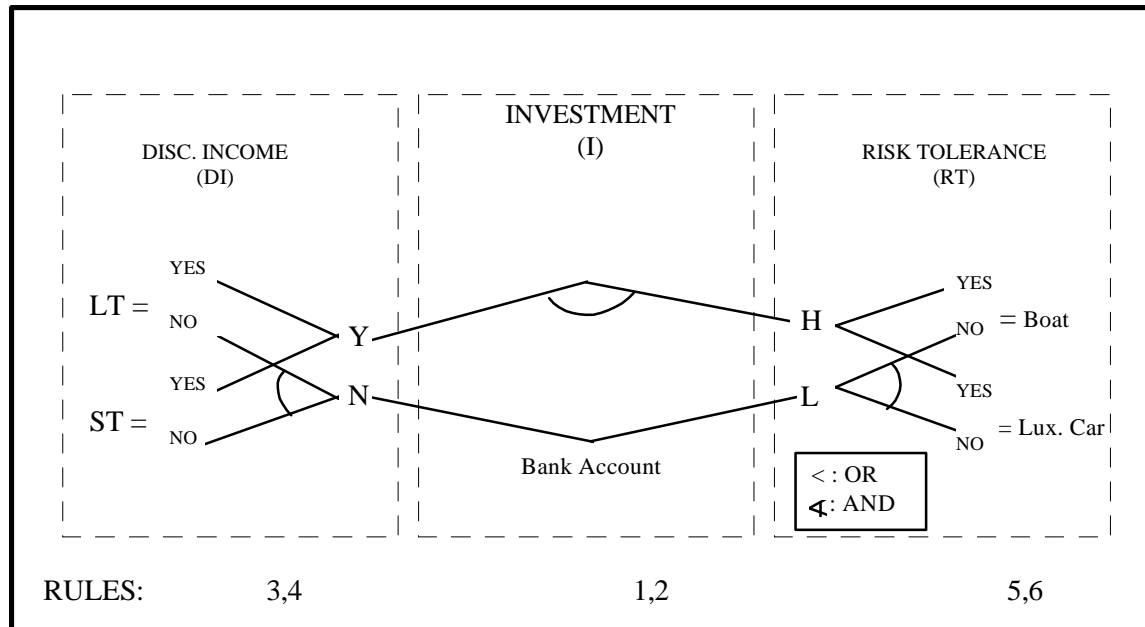 INVESTMENT
(I)
DISC. INCOME
(DI)
RISK TOLERANCE
(RT)
YES
LT =
NO
YES
ST =
NO
Y
N
Bank Account
H
L
YES
NO = Boat
YES
NO = Lux. Car
< : OR
∢: AND
RULES: 3,4 1,2 5,6